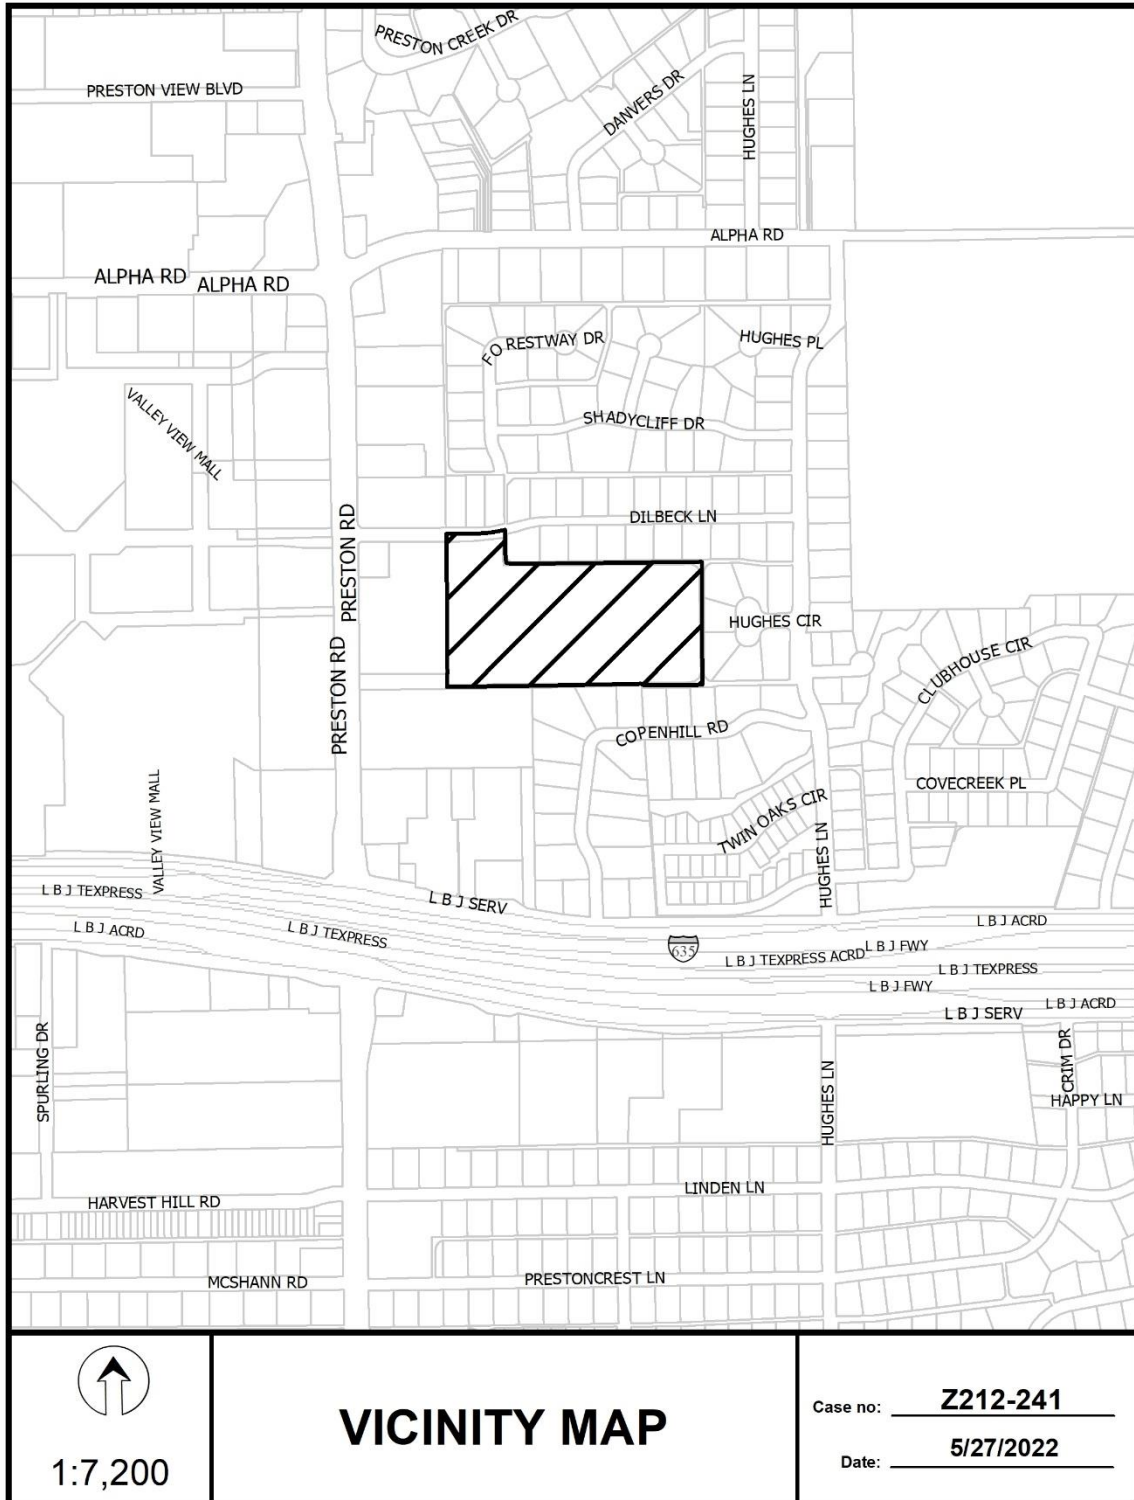 PRESTON CREEK DR
PRESTON VIEW BLVD
DANVERS DR
HUGHES LN
ALPHA RD
ALPHA RD
ALPHA RD
FORESTWAY DR
HUGHES PL
VALLEY VIEW MALL
SHADYCLIFF DR
DILBECK LN
PRESTON RD
HUGHES CIR
PRESTON RD
CLUBHOUSE CIR
COPENHILL RD
COVECREEK PL
VALLEY VIEW MALL
TWIN OAKS CIR
HUGHES LN
L B J TEXPRESS
L B J SERV
L B J ACRD
L B J ACRD
L B J TEXPRESS
635
L B J FWY
L B J TEXPRESS ACRD
L B J TEXPRESS
L B J FWY
L B J ACRD
L B J SERV
SPURLING DR
CRIM DR
HUGHES LN
HAPPY LN
LINDEN LN
HARVEST HILL RD
MCSHANN RD
PRESTONCREST LN
1:7,200
VICINITY MAP
Case no: Z212-241
Date: 5/27/2022